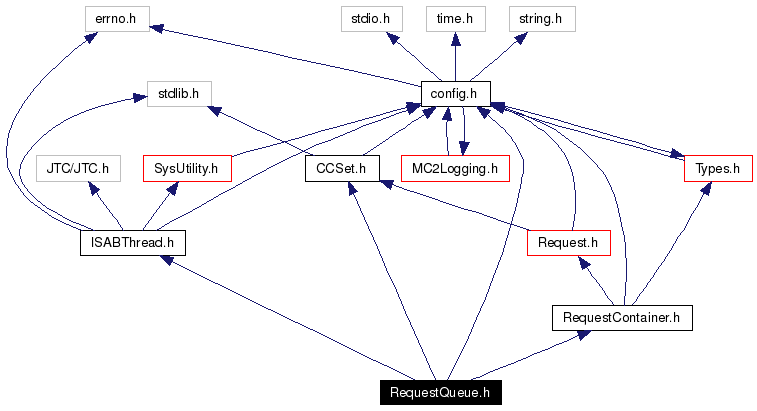 errno.h
stdio.h
time.h
string.h
stdlib.h
config.h
JTC/JTC.h
SysUtility.h
CCSet.h
MC2Logging.h
Types.h
ISABThread.h
Request.h
RequestContainer.h
RequestQueue.h